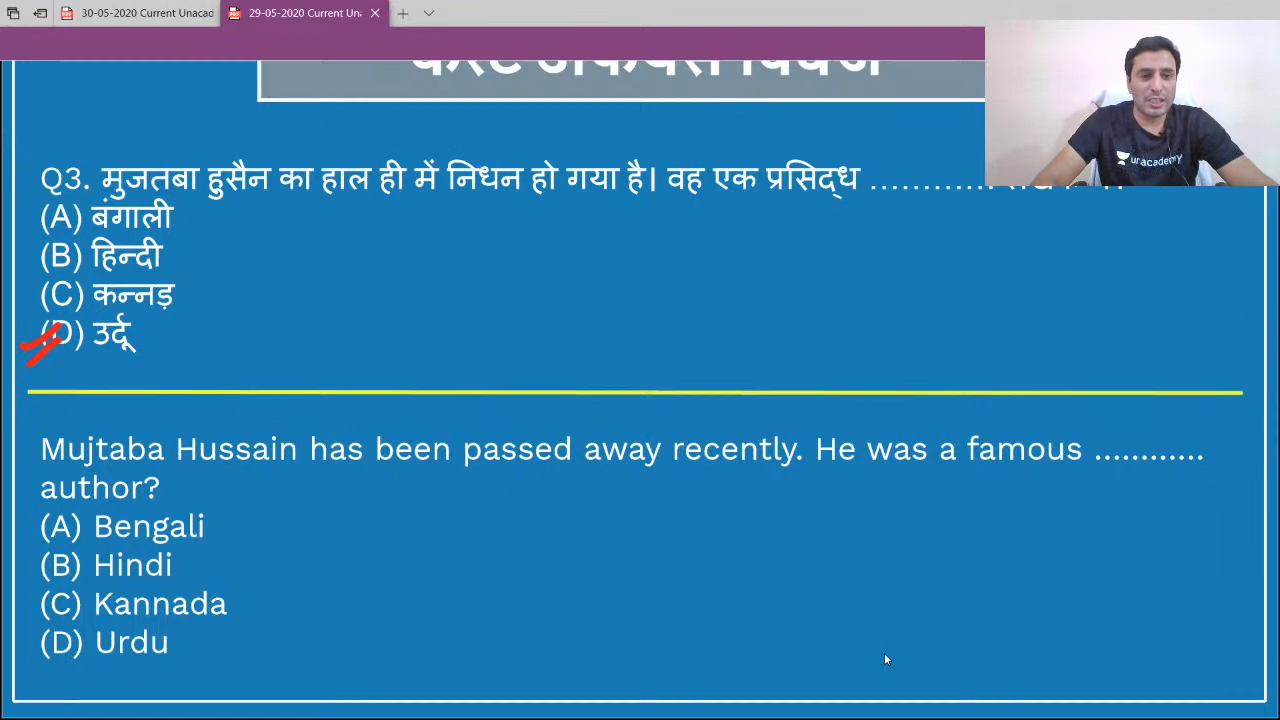 30-05-2020 Current Unacad
29-05-2020 Current Una
Q3. मुजतबा हुसैन का हाल ही में निधन हो गया है। वह एक प्रसिद्ध ............
(A) बंगाली
(B) हिन्दी
(C) कन्नड़
(D) उर्दू
Mujtaba Hussain has been passed away recently. He was a famous ............
author?
(A) Bengali
(B) Hindi
(C) Kannada
(D) Urdu
unacademy